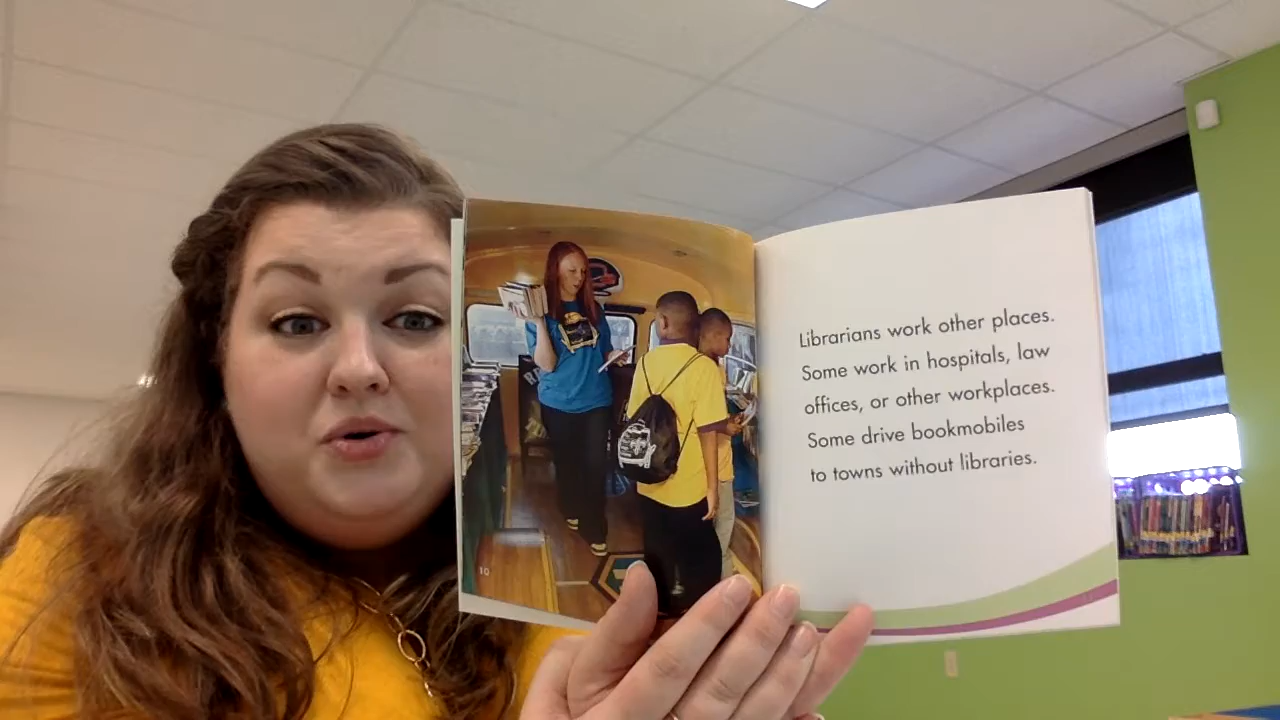 Librarians work other places.
Some work in hospitals, law
offices, or other workplaces.
Some drive bookmobiles
to towns without libraries.
10